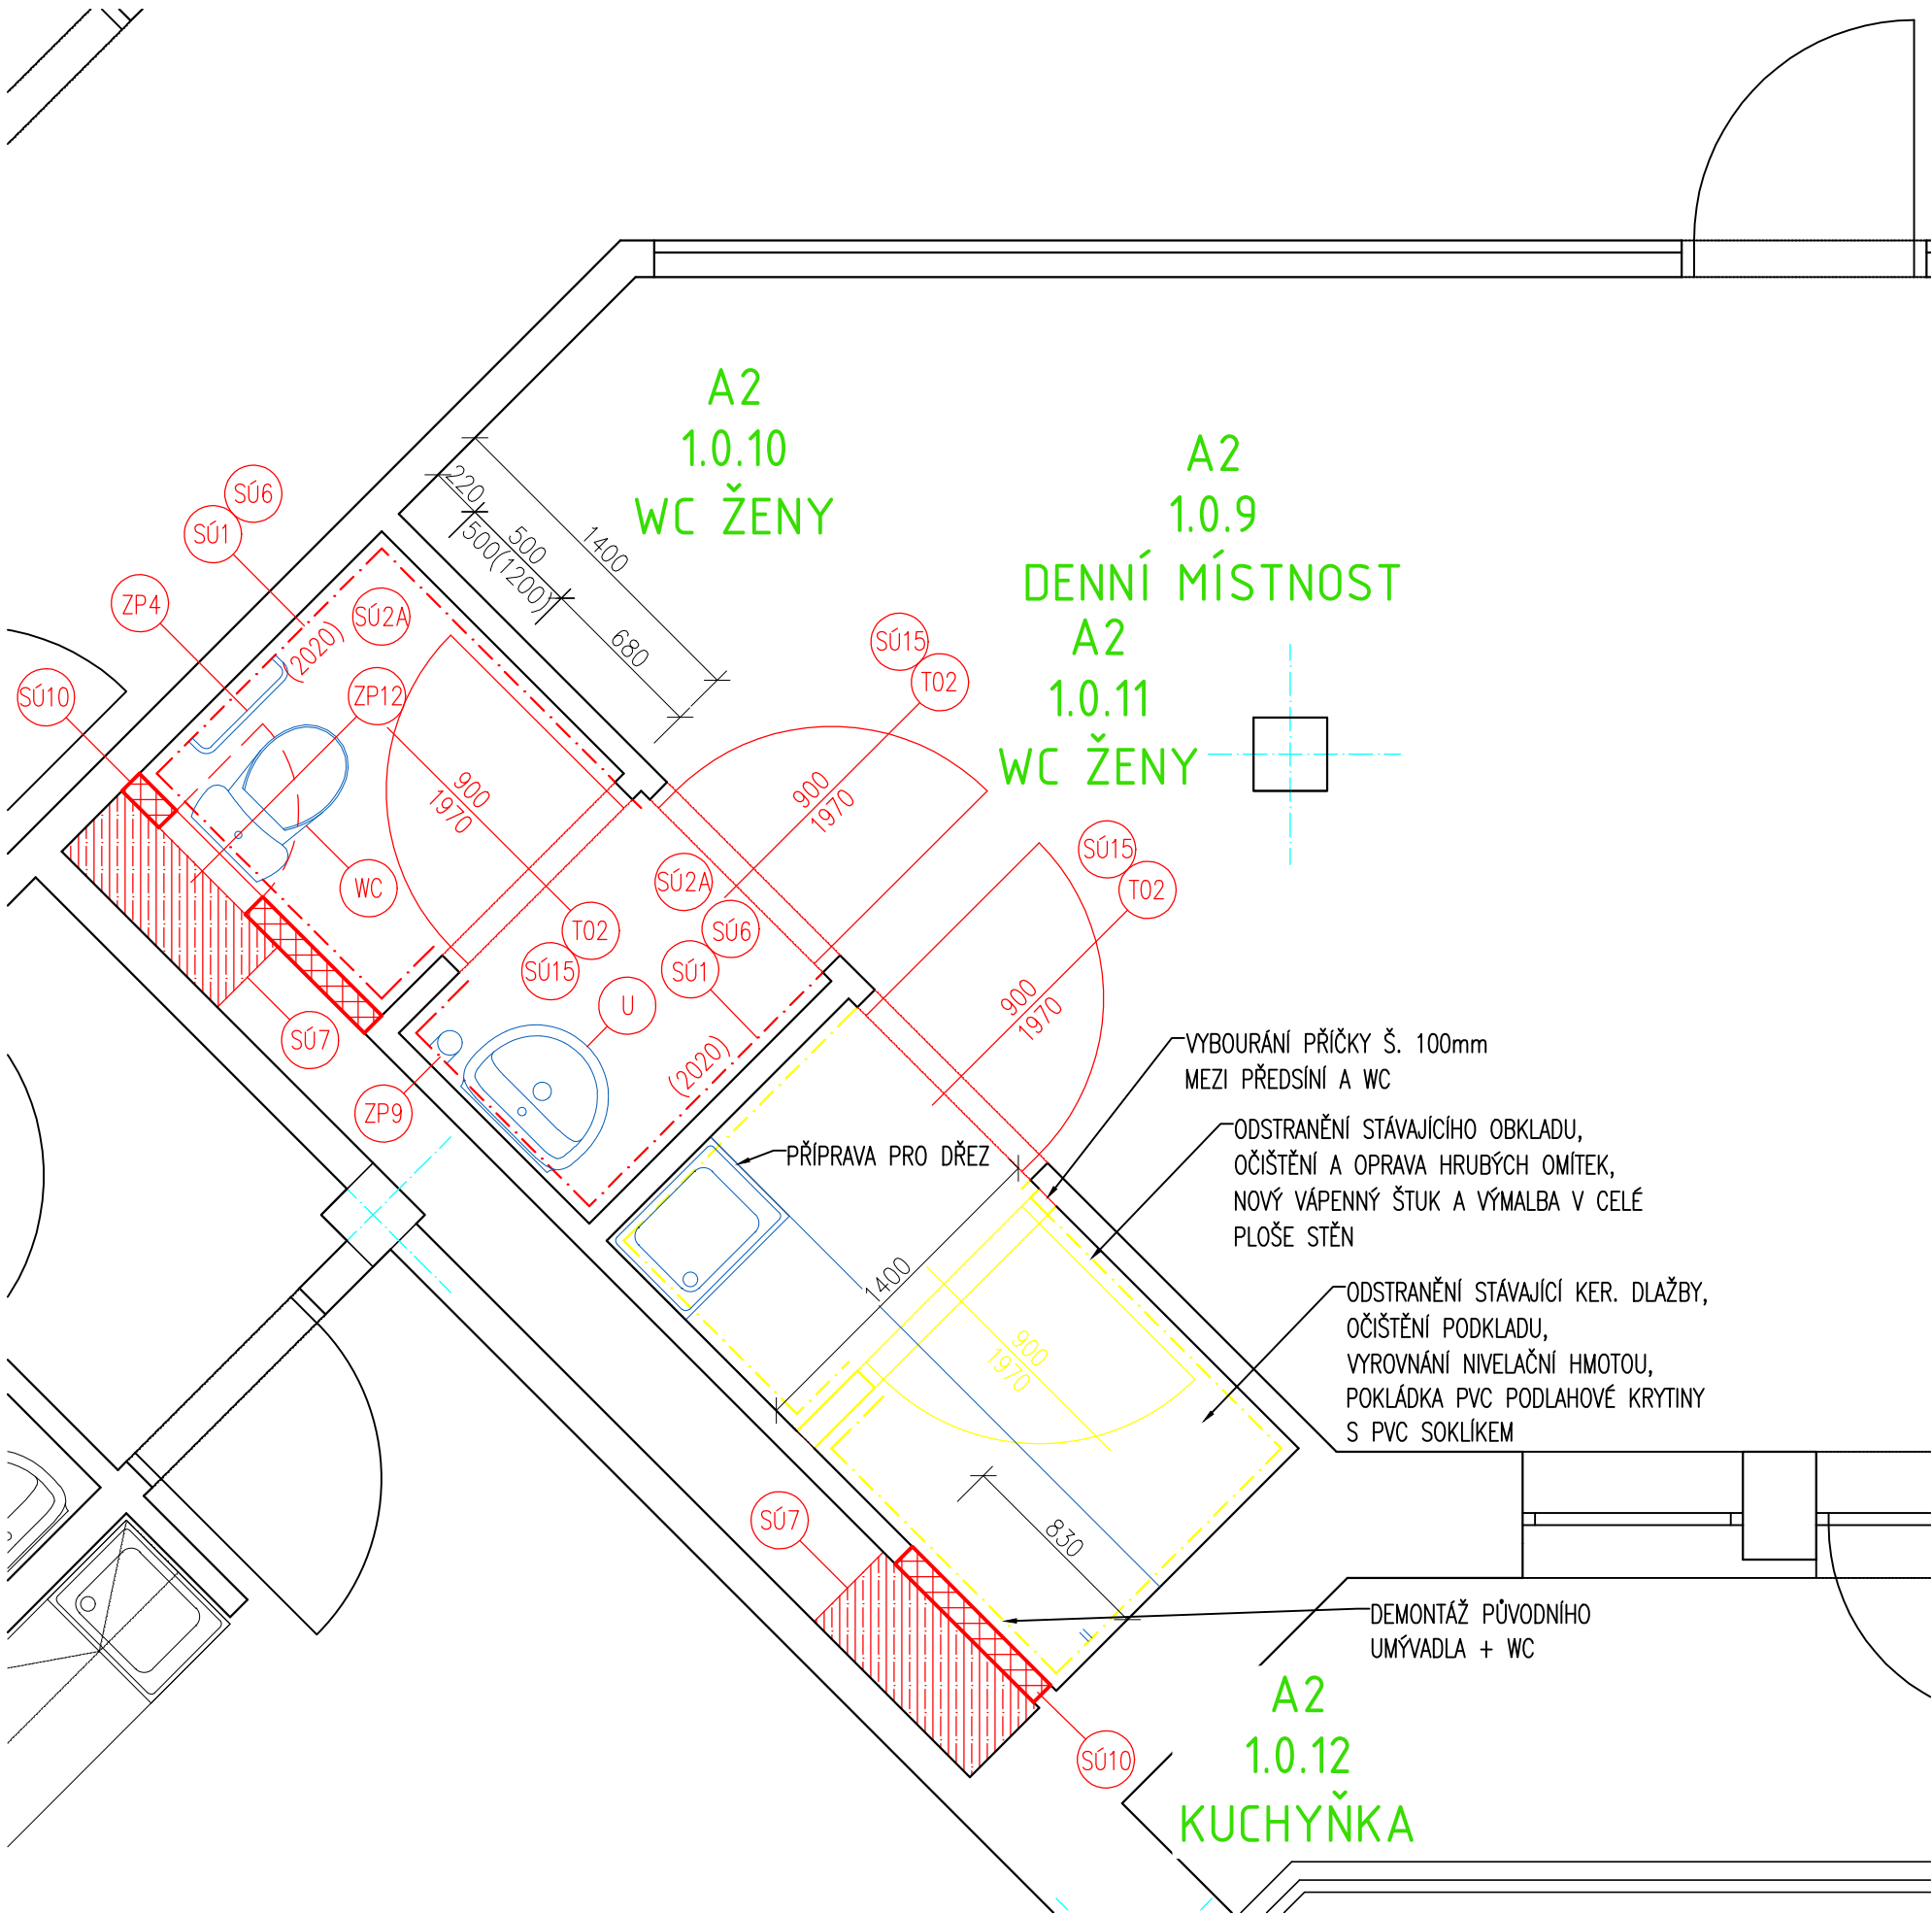 A2
1.0.10
WC ŽENY
A2
1.0.9
DENNÍ MÍSTNOST
A2
1.0.11
WC ŽENY
220
500
500(1200)
1400
680
SÚ6
SÚ1
ZP4
SÚ2A
(2020)
SÚ10
ZP12
900
1970
WC
SÚ15
T02
900
1970
SÚ2A
SÚ6
SÚ1
T02
SÚ15
U
SÚ7
ZP9
(2020)
SÚ15
T02
900
1970
VYBOURÁNÍ PŘÍČKY Š. 100mm
MEZI PŘEDSÍNÍ A WC
ODSTRANĚNÍ STÁVAJÍCÍHO OBKLADU,
OČIŠTĚNÍ A OPRAVA HRUBÝCH OMÍTEK,
NOVÝ VÁPENNÝ ŠTUK A VÝMALBA V CELÉ
PLOŠE STĚN
PŘÍPRAVA PRO DŘEZ
1400
900
1970
ODSTRANĚNÍ STÁVAJÍCÍ KER. DLAŽBY,
OČIŠTĚNÍ PODKLADU,
VYROVNÁNÍ NIVELAČNÍ HMOTOU,
POKLÁDKA PVC PODLAHOVÉ KRYTINY
S PVC SOKLÍKEM
SÚ7
830
DEMONTÁŽ PŮVODNÍHO
UMÝVADLA + WC
SÚ10
A2
1.0.12
KUCHYŇKA